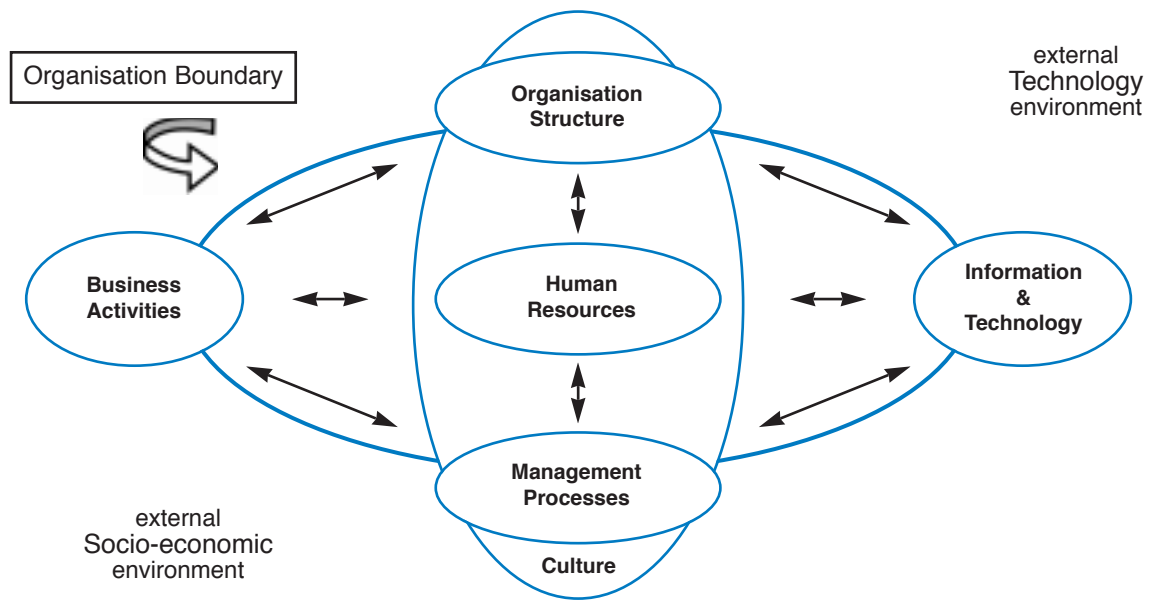 Organisation Boundary
external
Technology
environment
Organisation
Structure
Business
Activities
Human
Resources
Information
&
Technology
Management
Processes
external
Socio-economic
environment
Culture